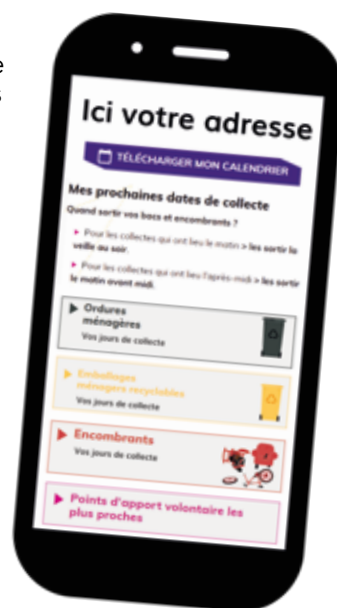 e
s
Ici votre adresse
TÉLÉCHARGER MON CALENDRIER
Mes prochaines dates de collecte
Quand sortir vos bacs et encombrants ?
Pour les collectes qui ont lieu le matin > les sortir la
veille au soir.
Pour les collectes qui ont lieu l'après-midi > les sortir
le matin avant midi.
Ordures
ménagères
Vos jours de collecte
Emballages
ménagers recyclables
Vos jours de collecte
Encombrants
Vos jours de collecte
Points d'apport volontaire les
plus proches